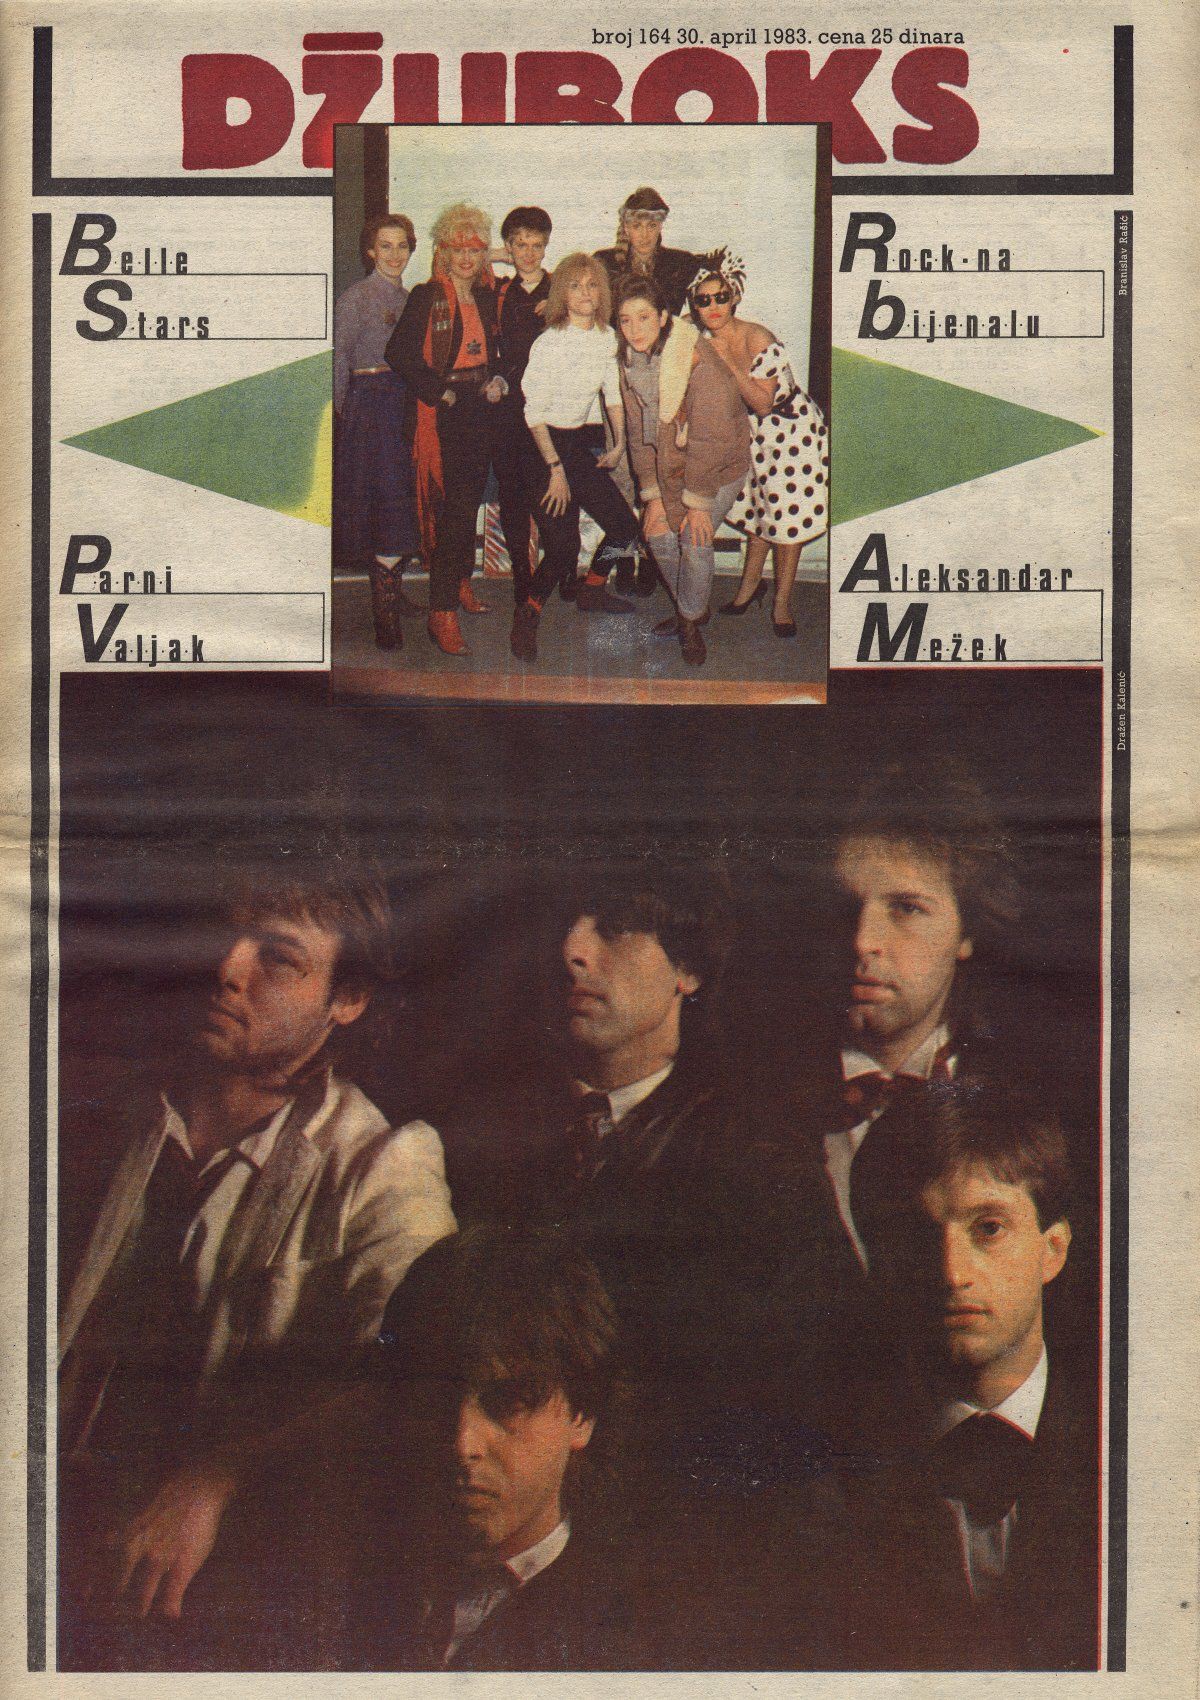 broj 164 30. april 1983. cena 25 dinara
DŽUBOKS
Belle
Stars
Rock·na
bijenalu
Branislav Rašić
Parni
Valjak
Aleksandar
Mežek
Dražen Kalenić